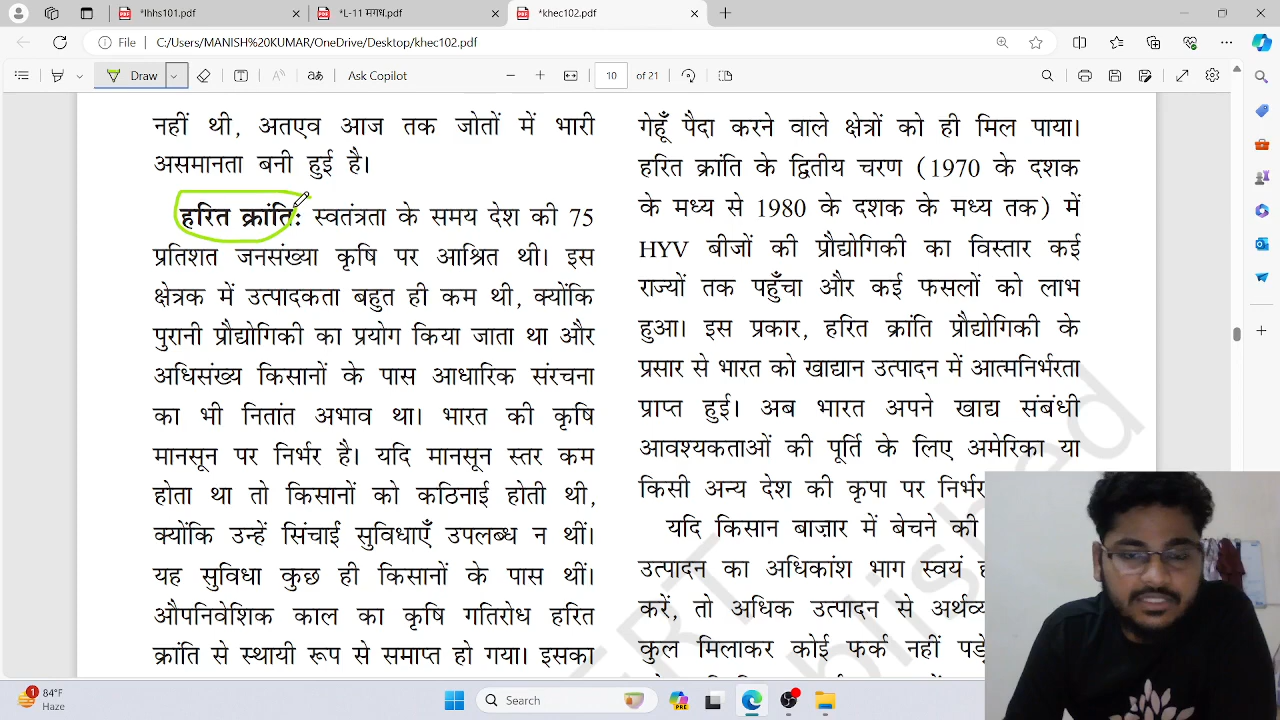 *hhs101.pdf
*L-11 मगध.pdf
*khec102.pdf
File
C:/Users/MANISH%20KUMAR/OneDrive/Desktop/khec102.pdf
Draw
Ask Copilot
10 of 21
नहीं थी, अतएव आज तक जोतों में भारी
असमानता बनी हुई है।
हरित क्रांति: स्वतंत्रता के समय देश की 75
प्रतिशत जनसंख्या कृषि पर आश्रित थी। इस
क्षेत्रक में उत्पादकता बहुत ही कम थी, क्योंकि
पुरानी प्रौद्योगिकी का प्रयोग किया जाता था और
अधिसंख्य किसानों के पास आधारिक संरचना
का भी नितांत अभाव था। भारत की कृषि
मानसून पर निर्भर है। यदि मानसून स्तर कम
होता था तो किसानों को कठिनाई होती थी,
क्योंकि उन्हें सिंचाई सुविधाएँ उपलब्ध न थीं।
यह सुविधा कुछ ही किसानों के पास थीं।
औपनिवेशिक काल का कृषि गतिरोध हरित
क्रांति से स्थायी रूप से समाप्त हो गया। इसका
गेहूँ पैदा करने वाले क्षेत्रों को ही मिल पाया।
हरित क्रांति के द्वितीय चरण (1970 के दशक
के मध्य से 1980 के दशक के मध्य तक) में
HYV बीजों की प्रौद्योगिकी का विस्तार कई
राज्यों तक पहुँचा और कई फसलों को लाभ
हुआ। इस प्रकार, हरित क्रांति प्रौद्योगिकी के
प्रसार से भारत को खाद्यान उत्पादन में आत्मनिर्भरता
प्राप्त हुई। अब भारत अपने खाद्य संबंधी
आवश्यकताओं की पूर्ति के लिए अमेरिका या
किसी अन्य देश की कृपा पर निर्भर
यदि किसान बाज़ार में बेचने की
उत्पादन का अधिकांश भाग स्वयं
करें, तो अधिक उत्पादन से
कुल मिलाकर कोई फर्क नहीं
84°F
Haze
Search